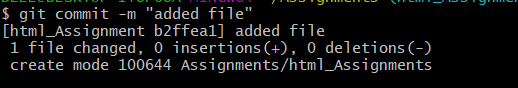 $ git commit -m "added file"
[html_Assignment b2ffea1] added file
 1 file changed, 0 insertions(+), 0 deletions(-)
 create mode 100644 Assignments/html_Assignments